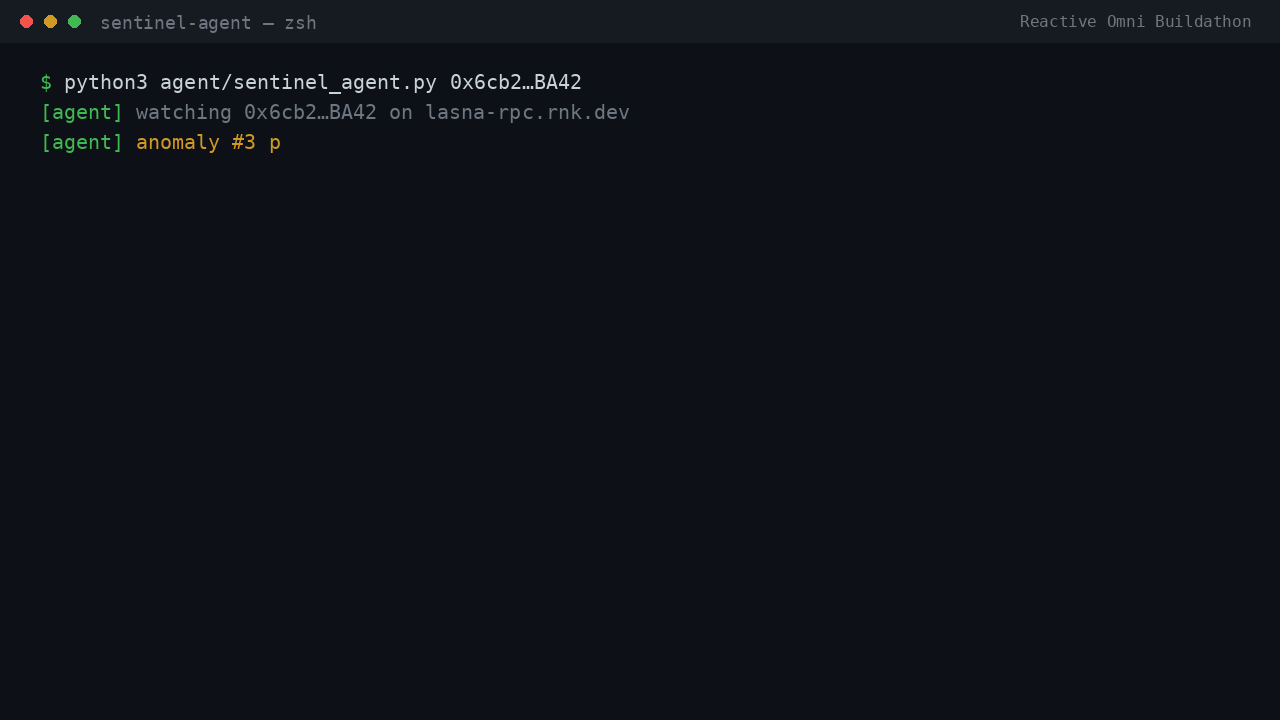 sentinel-agent — zsh
Reactive Omni Buildathon
$ python3 agent/sentinel_agent.py 0x6cb2…BA42
[agent] watching 0x6cb2…BA42 on lasna-rpc.rnk.dev
[agent] anomaly #3 p